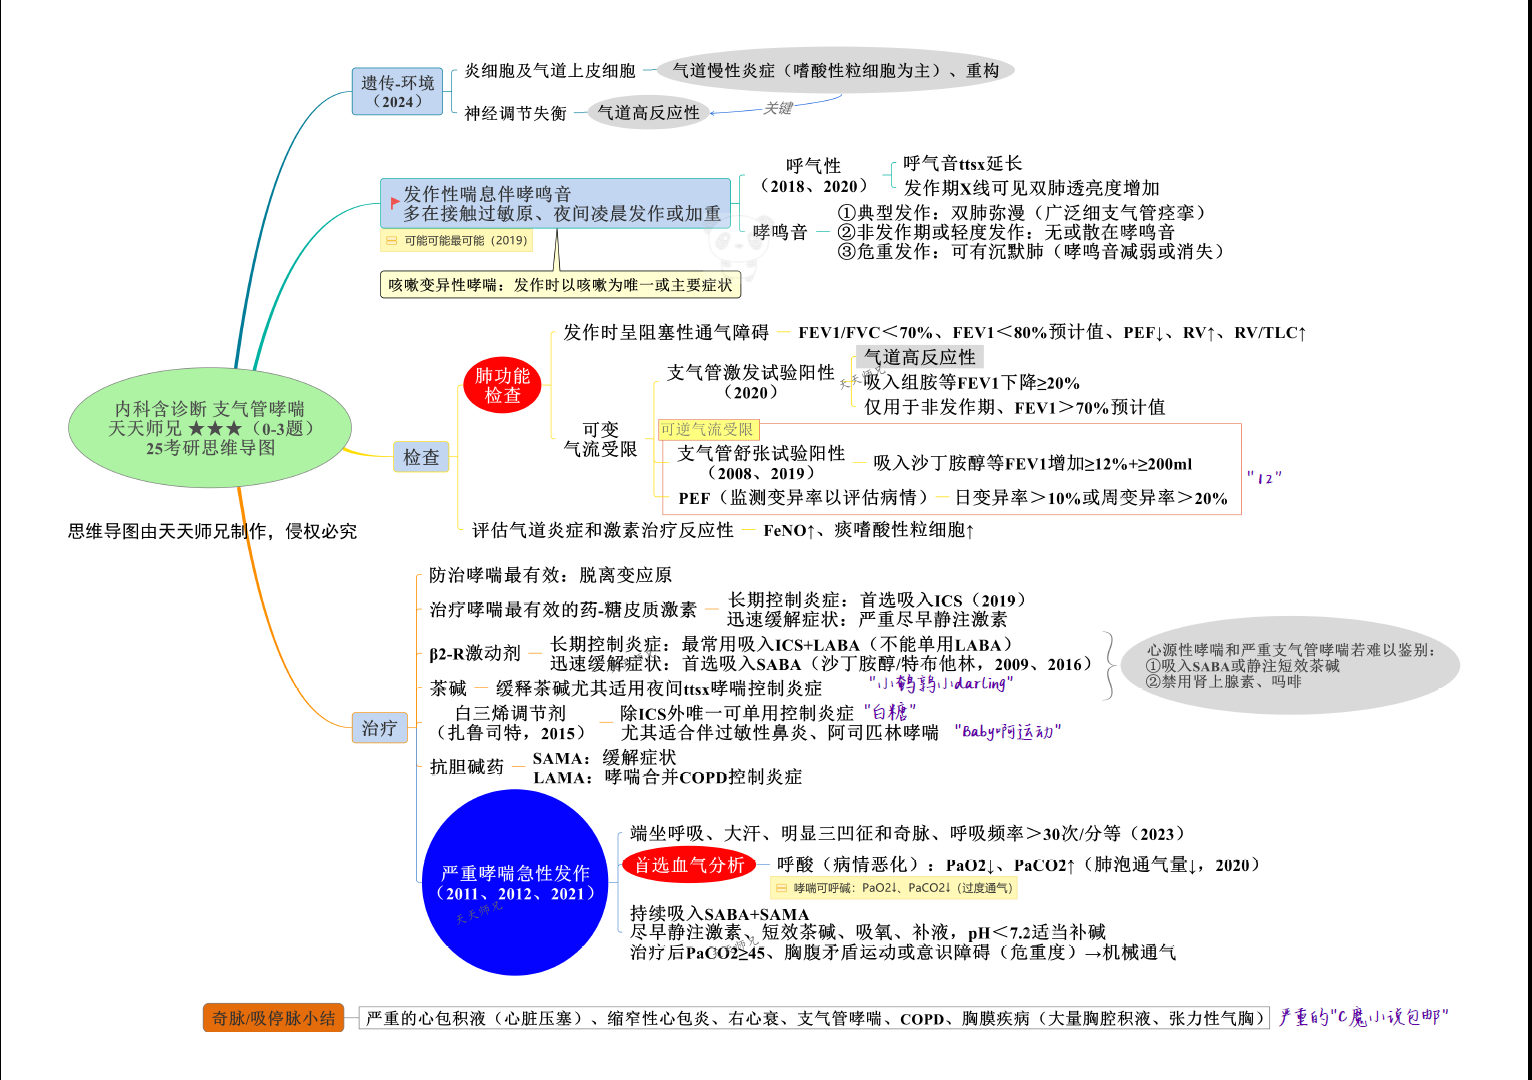 遗传-环境
（2024）
炎细胞及气道上皮细胞
气道慢性炎症（嗜酸性粒细胞为主）、重构
神经调节失衡
气道高反应性
关键
发作性喘息伴哮鸣音
多在接触过敏原、夜间凌晨发作或加重
可能可能最可能（2019）
咳嗽变异性哮喘：发作时以咳嗽为唯一或主要症状
呼气性
（2018、2020）
呼气音ttsx延长
发作期X线可见双肺透亮度增加
哮鸣音
①典型发作：双肺弥漫（广泛细支气管痉挛）
②非发作期或轻度发作：无或散在哮鸣音
③危重发作：可有沉默肺（哮鸣音减弱或消失）
内科含诊断 支气管哮喘
天天师兄 ★★★（0-3题）
25考研思维导图
思维导图由天天师兄制作，侵权必究
检查
肺功能
检查
发作时呈阻塞性通气障碍
FEV1/FVC＜70%、FEV1＜80%预计值、PEF↓、RV↑、RV/TLC↑
可变
气流受限
支气管激发试验阳性
（2020）
气道高反应性
天天师兄
吸入组胺等FEV1下降≥20%
仅用于非发作期、FEV1＞70%预计值
可逆气流受限
支气管舒张试验阳性
（2008、2019）
吸入沙丁胺醇等FEV1增加≥12%+≥200ml
"12"
PEF（监测变异率以评估病情）
日变异率＞10%或周变异率＞20%
评估气道炎症和激素治疗反应性
FeNO↑、痰嗜酸性粒细胞↑
治疗
防治哮喘最有效：脱离变应原
治疗哮喘最有效的药-糖皮质激素
长期控制炎症：首选吸入ICS（2019）
迅速缓解症状：严重尽早静注激素
β2-R激动剂
长期控制炎症：最常用吸入ICS+LABA（不能单用LABA）
迅速缓解症状：首选吸入SABA（沙丁胺醇/特布他林，2009、2016）
心源性哮喘和严重支气管哮喘若难以鉴别：
①吸入SABA或静注短效茶碱
②禁用肾上腺素、吗啡
茶碱
缓释茶碱尤其适用夜间ttsx哮喘控制炎症
"小鹌鹑小darling"
白三烯调节剂
（扎鲁司特，2015）
除ICS外唯一可单用控制炎症
"白糖"
尤其适合伴过敏性鼻炎、阿司匹林哮喘
"Baby啊运动"
抗胆碱药
SAMA：缓解症状
LAMA：哮喘合并COPD控制炎症
严重哮喘急性发作
（2011、2012、2021）
天天师兄
端坐呼吸、大汗、明显三凹征和奇脉、呼吸频率＞30次/分等（2023）
首选血气分析
呼酸（病情恶化）：PaO2↓、PaCO2↑（肺泡通气量↓，2020）
哮喘可呼碱：PaO2↓、PaCO2↓（过度通气）
持续吸入SABA+SAMA
尽早静注激素、短效茶碱、吸氧、补液，pH＜7.2适当补碱
治疗后PaCO2≥45、胸腹矛盾运动或意识障碍（危重度）→机械通气
天天师兄
奇脉/吸停脉小结
严重的心包积液（心脏压塞）、缩窄性心包炎、右心衰、支气管哮喘、COPD、胸膜疾病（大量胸腔积液、张力性气胸）
严重的"C魔小说包邮"